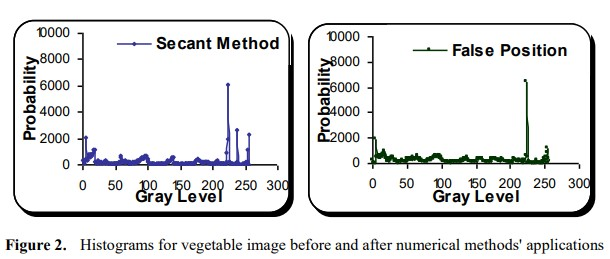 10000
8000
6000
4000
2000
0
Probability
Secant Method
0 50 100 150 200 250 300
Gray Level
10000
8000
6000
4000
2000
0
Probability
False Position
0 50 100 150 200 250 300
Gray Level
Figure 2. Histograms for vegetable image before and after numerical methods' applications